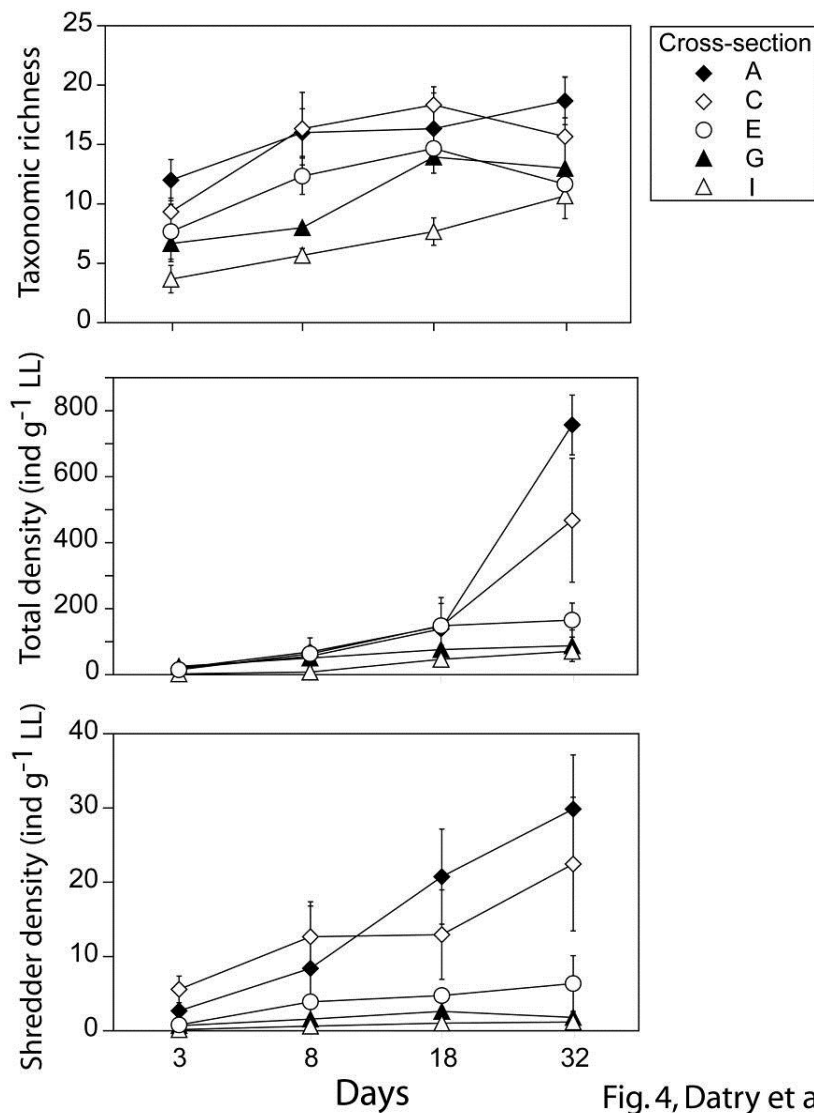 25
20
15
10
5
0
Taxonomic richness
Cross-section
A
C
E
G
I
800
600
400
200
0
Total density (ind g⁻¹ LL)
40
30
20
10
0
Shredder density (ind g⁻¹ LL)
3 8 18 32
Days
Fig. 4, Datry et a